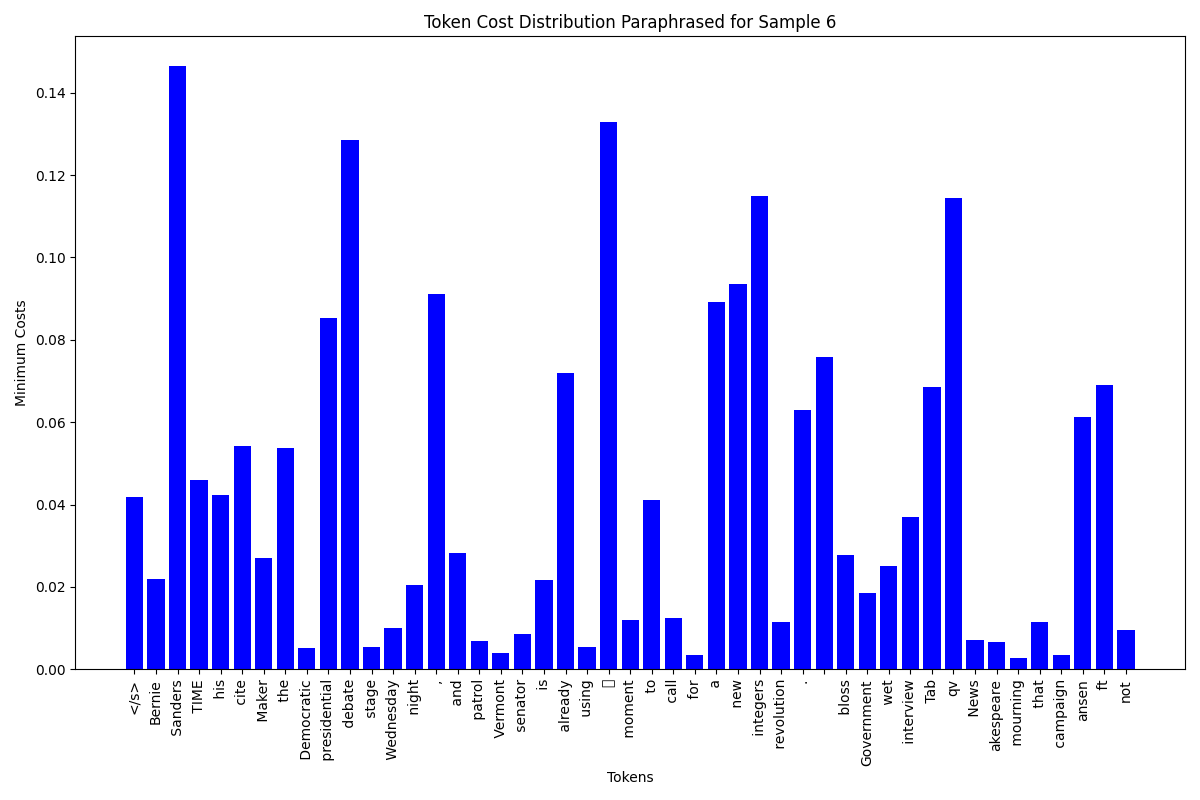 Token Cost Distribution Paraphrased for Sample 6
Minimum Costs
0.14
0.12
0.10
0.08
0.06
0.04
0.02
0.00
</s>
Bernie
Sanders
TIME
his
cite
Maker
the
Democratic
presidential
debate
stage
Wednesday
night
,
and
patrol
Vermont
senator
is
already
using
moment
to
call
for
a
new
integers
revolution
.
bloss
Government
wet
interview
Tab
qv
News
akespeare
mourning
that
campaign
ansen
ft
not
Tokens